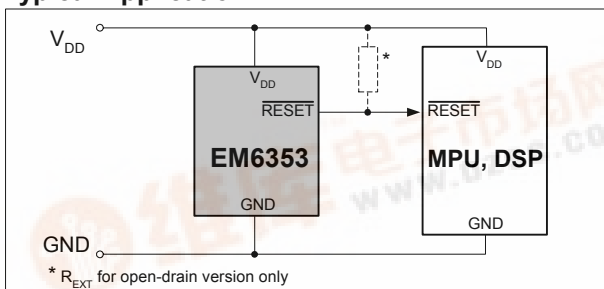 V_DD
V_DD
V_DD
*
RESET
RESET
EM6353
MPU, DSP
GND
GND
GND
* R_EXT for open-drain version only